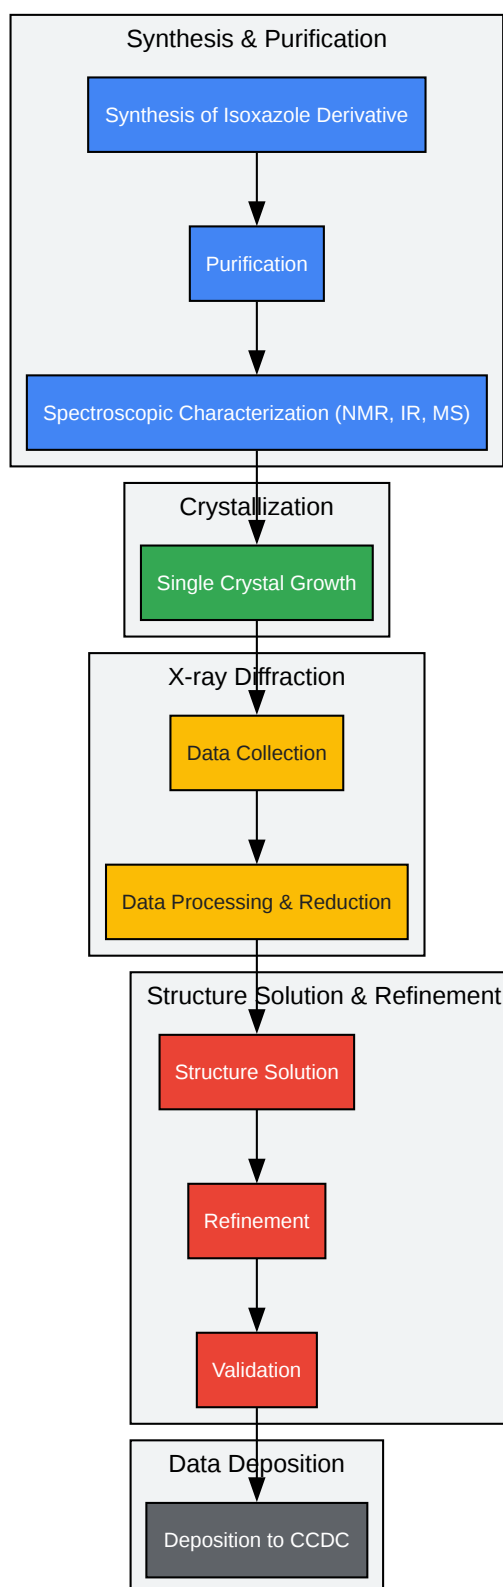 Synthesis & Purification
Synthesis of Isoxazole Derivative
Purification
Spectroscopic Characterization (NMR, IR, MS)
Crystallization
Single Crystal Growth
X-ray Diffraction
Data Collection
Data Processing & Reduction
Structure Solution & Refinement
Structure Solution
Refinement
Validation
Data Deposition
Deposition to CCDC